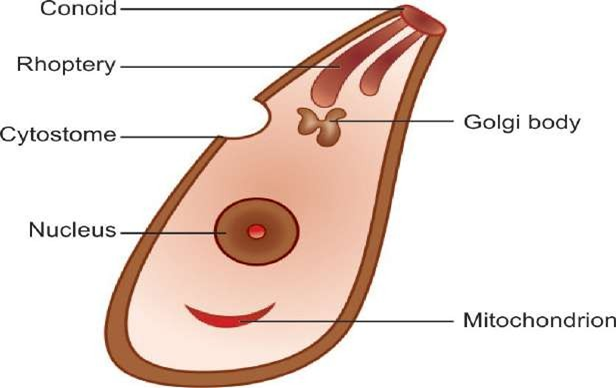 Conoid
Rhoptery
Golgi body
Cytostome
Nucleus
Mitochondrion